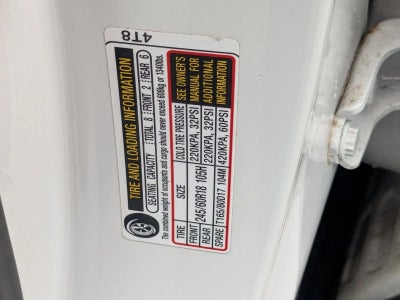 4T8
TIRE AND LOADING INFORMATION
SEATING CAPACITY | TOTAL 8 | FRONT 2 | REAR 6
The combined weight of occupants and cargo should never exceed 608kg or 1340lbs.
TIRE SIZE COLD TIRE PRESSURE SEE OWNER'S MANUAL FOR ADDITIONAL INFORMATION
FRONT 245/60R18 105H 220KPA, 32PSI
REAR 220KPA, 32PSI
SPARE T165/80D17 104M 420KPA, 60PSI